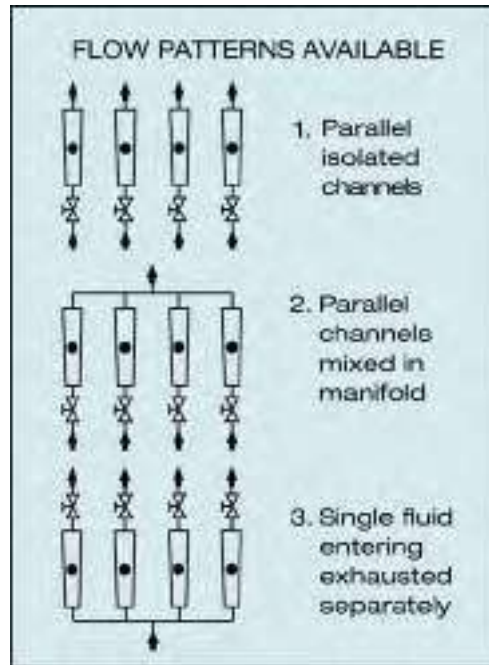 FLOW PATTERNS AVAILABLE
1. Parallel
isolated
channels
2. Parallel
channels
mixed in
manifold
3. Single fluid
entering
exhausted
separately